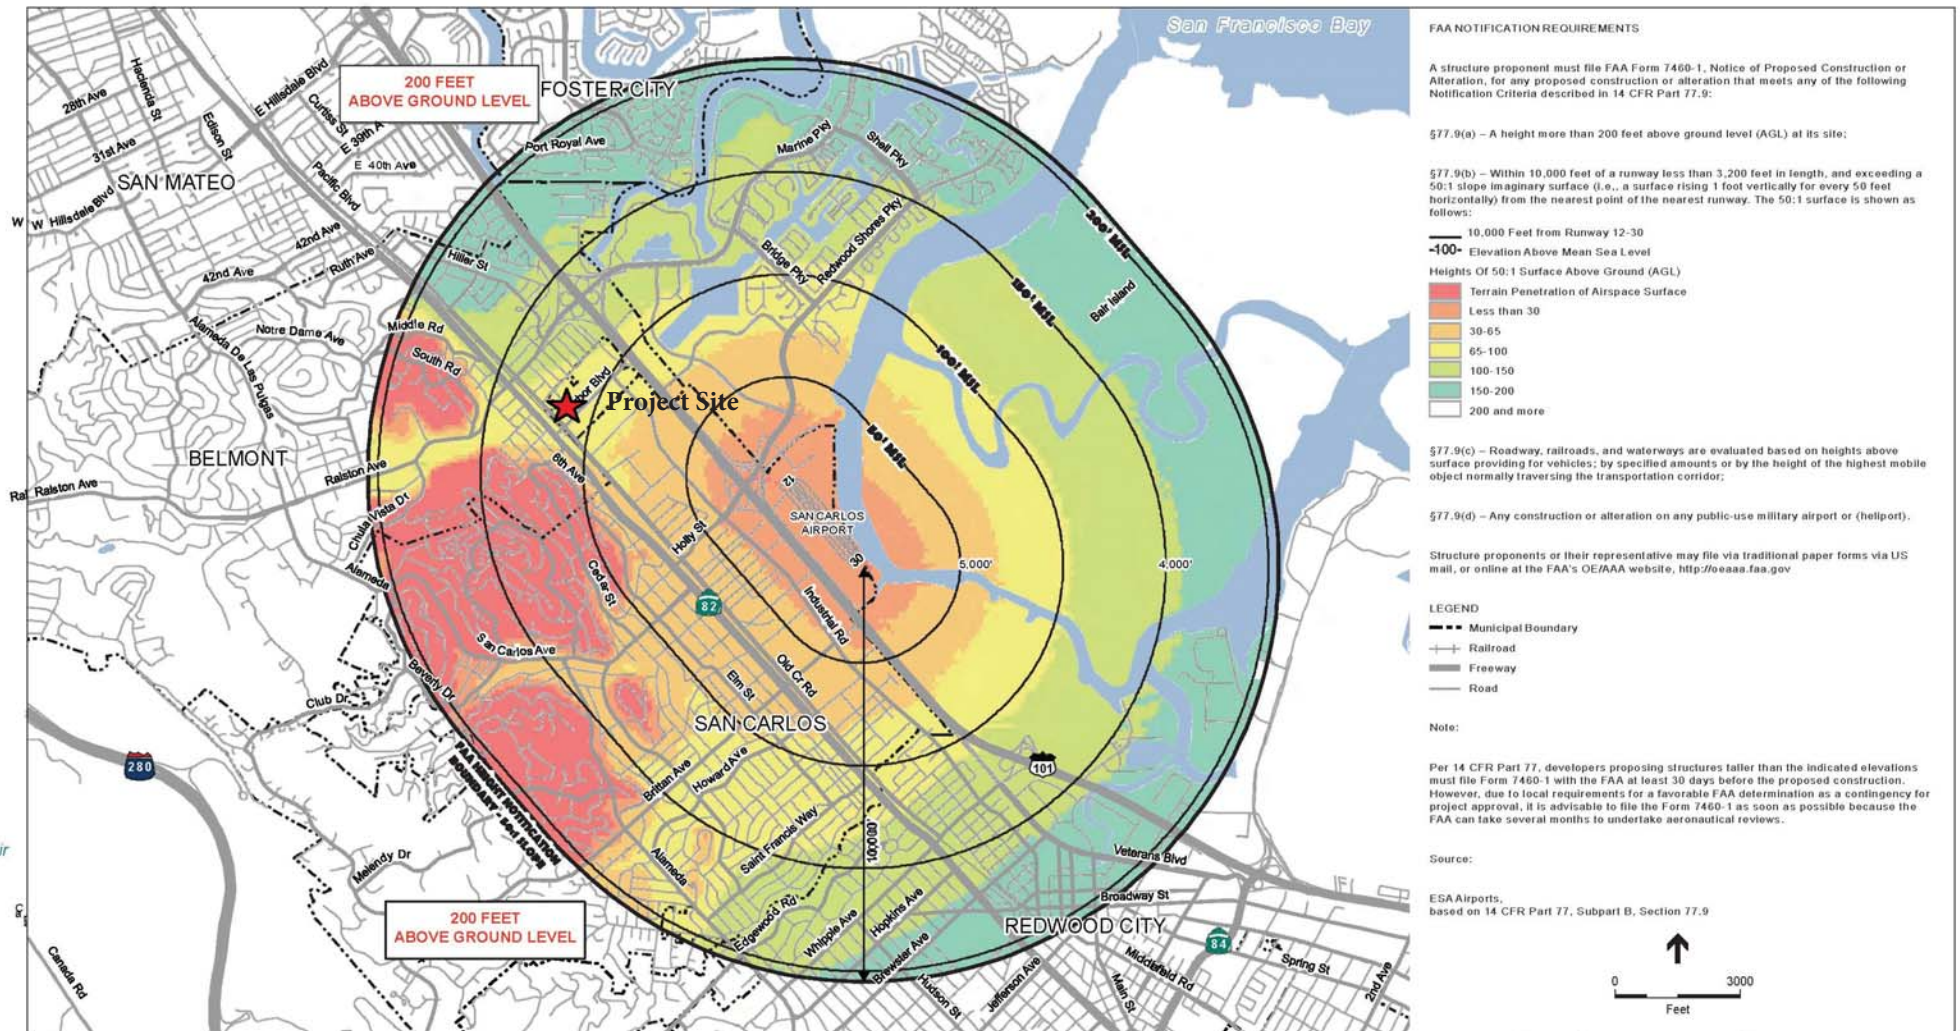 San Francisco Bay
200 FEET
ABOVE GROUND LEVEL
FOSTER CITY
28th Ave
Hacienda St
E Hillsdale Blvd
Curtiss St
E 39th A
31st Ave
Edison St
E 40th Ave
Pacific Blvd
SAN MATEO
W
W Hillsdale Blvd
Port Royal Ave
Marine Pky
Shell Pky
42nd Ave
Ruth Ave
42nd Ave
Hiller St
Bridge Pky
Redwood Shores Pky
200' MSL
150' MSL
Bair Island
100' MSL
50' MSL
Middle Rd
South Rd
Notre Dame Ave
Alameda De Las Pulgas
bor Blvd
Project Site
BELMONT
Ralston Ave
Ralston Ave
Chula Vista Dr
Alameda
6th Ave
12
SAN CARLOS
AIRPORT
30
Holly St
Cedar St
82
Industrial Rd
5,000'
4,000'
San Carlos Ave
Beverly Dr
Club Dr
Elm St
Old Cr Rd
SAN CARLOS
280
101
Brittan Ave
Howard Ave
FAA HEIGHT NOTIFICATION
BOUNDARY - 50:1 SLOPE
10,000'
Saint Francis Way
Alameda
Melendy Dr
Veterans Blvd
Broadway St
REDWOOD CITY
200 FEET
ABOVE GROUND LEVEL
Edgewood Rd
Whipple Ave
Hopkins Ave
Brewster Ave
Hudson St
Jefferson Ave
Middlefield Rd
Main St
84
Spring St
2nd Ave
Canada Rd
FAA NOTIFICATION REQUIREMENTS
A structure proponent must file FAA Form 7460-1, Notice of Proposed Construction or
Alteration, for any proposed construction or alteration that meets any of the following
Notification Criteria described in 14 CFR Part 77.9:
§77.9(a) – A height more than 200 feet above ground level (AGL) at its site;
§77.9(b) – Within 10,000 feet of a runway less than 3,200 feel in length, and exceeding a
50:1 slope imaginary surface (i.e,. a surface rising 1 foot vertically for every 50 feet
horizontally) from the nearest point of the nearest runway. The 50:1 surface is shown as
follows:
10,000 Feet from Runway 12-30
-100- Elevation Above Mean Sea Level
Heights Of 50:1 Surface Above Ground (AGL)
Terrain Penetration of Airspace Surface
Less than 30
30-65
65-100
100-150
150-200
200 and more
§77.9(c) – Roadway, railroads, and waterways are evaluated based on heights above
surface providing for vehicles; by specified amounts or by the height of the highest mobile
object normally traversing the transportation corridor;
§77.9(d) – Any construction or alteration on any public-use military airport or (heliport).
Structure proponents or their representative may file via traditional paper forms via US
mail, or online at the FAA's OE/AAA website, http://oeaaa.faa.gov
LEGEND
Municipal Boundary
Railroad
Freeway
Road
Note:
Per 14 CFR Part 77, developers proposing structures taller than the indicated elevations
must file Form 7460-1 with the FAA at least 30 days before the proposed construction.
However, due to local requirements for a favorable FAA determination as a contingency for
project approval, it is advisable to file the Form 7460-1 as soon as possible because the
FAA can take several months to undertake aeronautical reviews.
Source:
ESA Airports,
based on 14 CFR Part 77, Subpart B, Section 77.9
0 3000
Feet